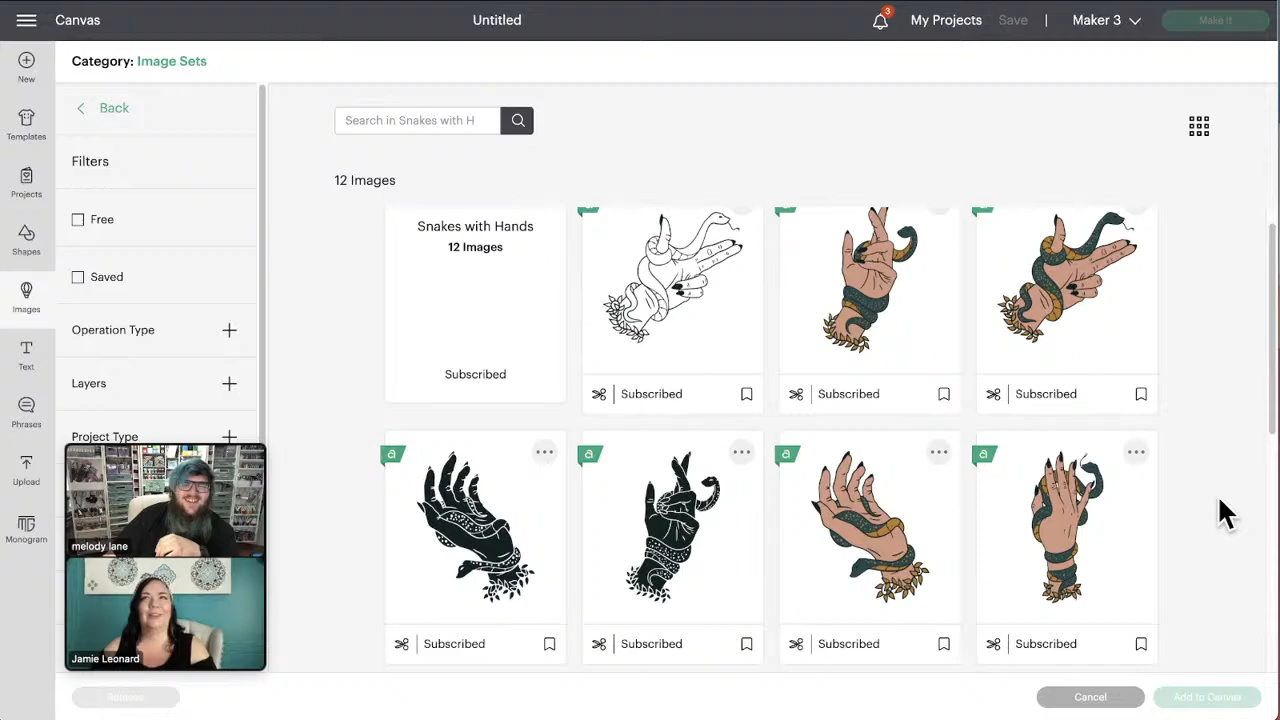 Canvas
Untitled
3
My Projects
Save
Maker 3
Make It
New
Templates
Projects
Shapes
Images
Text
Phrases
Upload
Monogram
Category: Image Sets
Back
Filters
Free
Saved
Operation Type
Layers
Project Type
melody lane
Jamie Leonard
Search in Snakes with H
12 Images
Snakes with Hands
12 Images
Subscribed
Subscribed
Subscribed
Subscribed
a
a
a
a
Subscribed
Subscribed
Subscribed
Subscribed
Cancel
Add to Canvas